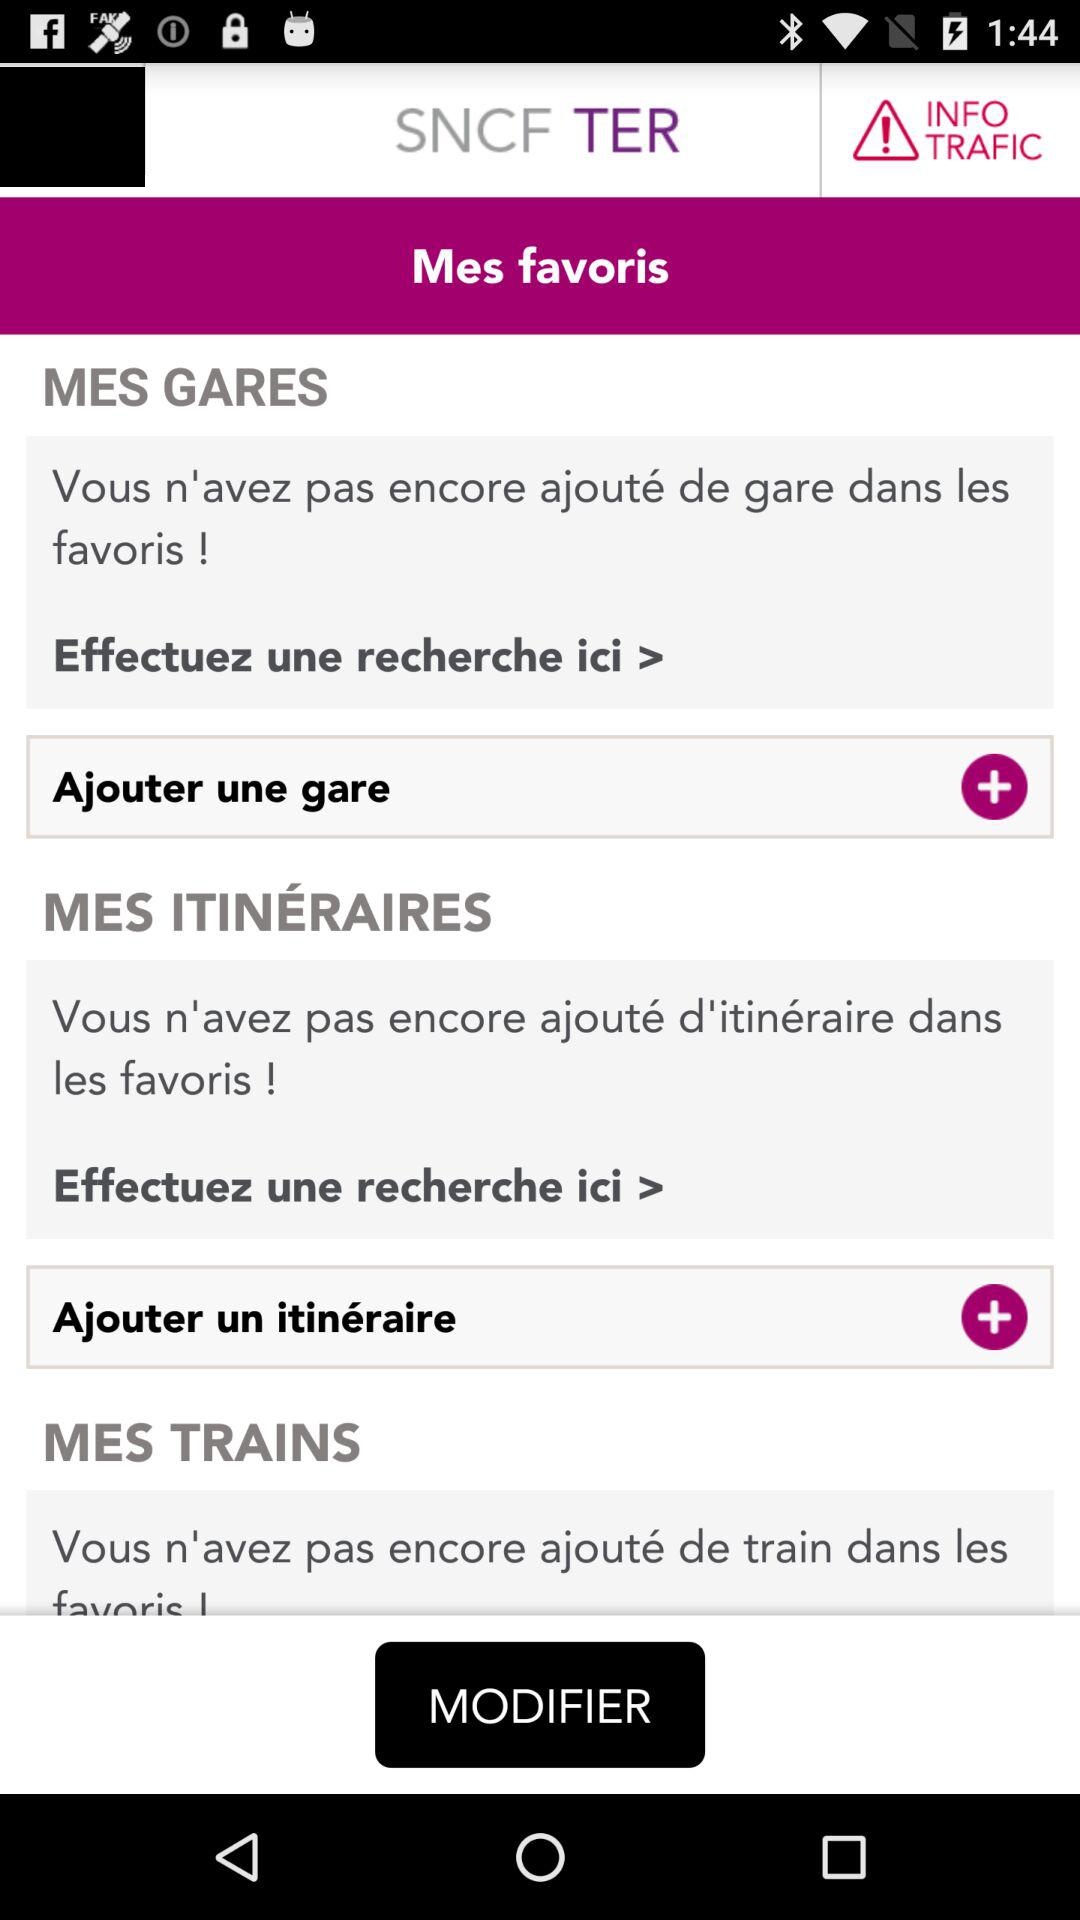 FAKE
1:44
SNCF TER
INFO
TRAFIC
Mes favoris
MES GARES
Vous n'avez pas encore ajouté de gare dans les
favoris !
Effectuez une recherche ici >
Ajouter une gare
MES ITINÉRAIRES
Vous n'avez pas encore ajouté d'itinéraire dans
les favoris !
Effectuez une recherche ici >
Ajouter un itinéraire
MES TRAINS
Vous n'avez pas encore ajouté de train dans les
favoris !
MODIFIER